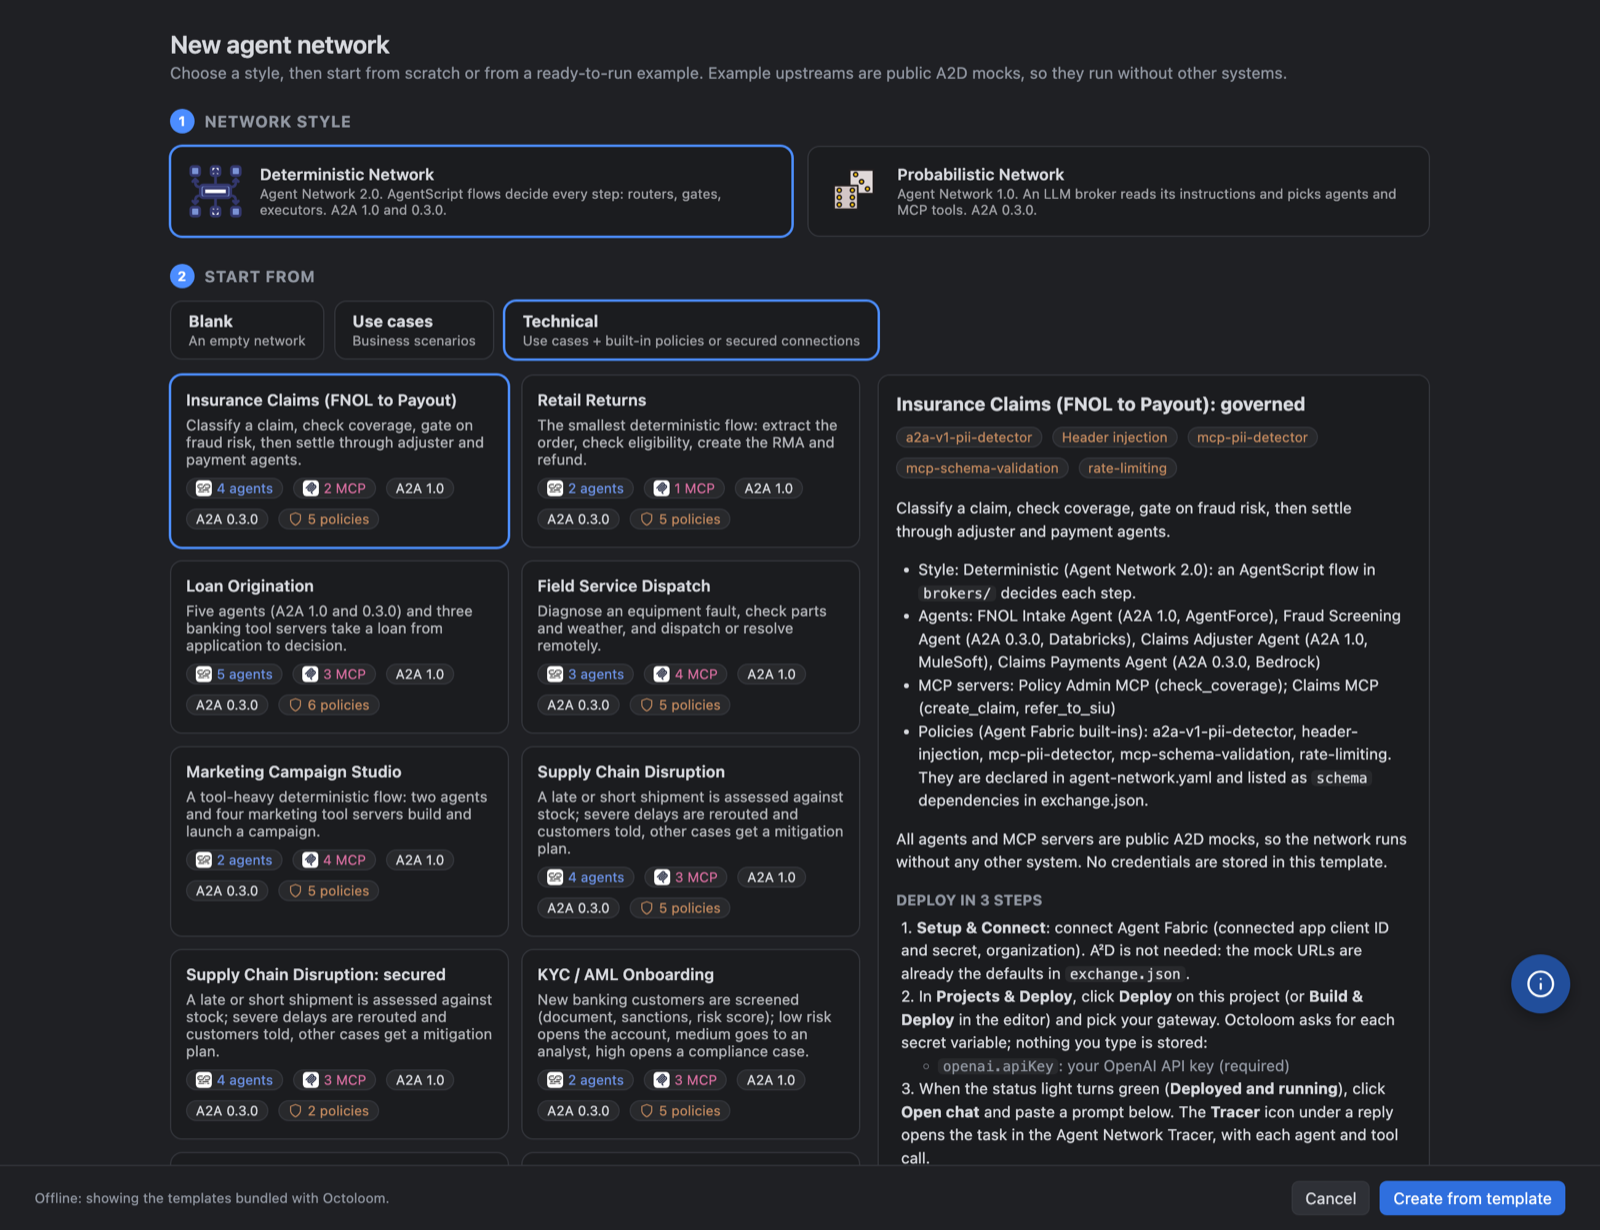 New agent network
Choose a style, then start from scratch or from a ready-to-run example. Example upstreams are public A2D mocks, so they run without other systems.
1 NETWORK STYLE
Deterministic Network
Agent Network 2.0. AgentScript flows decide every step: routers, gates,
executors. A2A 1.0 and 0.3.0.
Probabilistic Network
Agent Network 1.0. An LLM broker reads its instructions and picks agents and
MCP tools. A2A 0.3.0.
2 START FROM
Blank
An empty network
Use cases
Business scenarios
Technical
Use cases + built-in policies or secured connections
Insurance Claims (FNOL to Payout)
Classify a claim, check coverage, gate on
fraud risk, then settle through adjuster and
payment agents.
4 agents 2 MCP A2A 1.0
A2A 0.3.0 5 policies
Retail Returns
The smallest deterministic flow: extract the
order, check eligibility, create the RMA and
refund.
2 agents 1 MCP A2A 1.0
A2A 0.3.0 5 policies
Loan Origination
Five agents (A2A 1.0 and 0.3.0) and three
banking tool servers take a loan from
application to decision.
5 agents 3 MCP A2A 1.0
A2A 0.3.0 6 policies
Field Service Dispatch
Diagnose an equipment fault, check parts
and weather, and dispatch or resolve
remotely.
3 agents 4 MCP A2A 1.0
A2A 0.3.0 5 policies
Marketing Campaign Studio
A tool-heavy deterministic flow: two agents
and four marketing tool servers build and
launch a campaign.
2 agents 4 MCP A2A 1.0
A2A 0.3.0 5 policies
Supply Chain Disruption
A late or short shipment is assessed against
stock; severe delays are rerouted and
customers told, other cases get a mitigation
plan.
4 agents 3 MCP A2A 1.0
A2A 0.3.0 5 policies
Supply Chain Disruption: secured
A late or short shipment is assessed against
stock; severe delays are rerouted and
customers told, other cases get a mitigation
plan.
4 agents 3 MCP A2A 1.0
A2A 0.3.0 2 policies
KYC / AML Onboarding
New banking customers are screened
(document, sanctions, risk score); low risk
opens the account, medium goes to an
analyst, high opens a compliance case.
2 agents 3 MCP A2A 1.0
A2A 0.3.0 5 policies
Insurance Claims (FNOL to Payout): governed
a2a-v1-pii-detector Header injection mcp-pii-detector
mcp-schema-validation rate-limiting
Classify a claim, check coverage, gate on fraud risk, then settle
through adjuster and payment agents.
• Style: Deterministic (Agent Network 2.0): an AgentScript flow in
brokers/ decides each step.
• Agents: FNOL Intake Agent (A2A 1.0, AgentForce), Fraud Screening
Agent (A2A 0.3.0, Databricks), Claims Adjuster Agent (A2A 1.0,
MuleSoft), Claims Payments Agent (A2A 0.3.0, Bedrock)
• MCP servers: Policy Admin MCP (check_coverage); Claims MCP
(create_claim, refer_to_siu)
• Policies (Agent Fabric built-ins): a2a-v1-pii-detector, header-
injection, mcp-pii-detector, mcp-schema-validation, rate-limiting.
They are declared in agent-network.yaml and listed as schema
dependencies in exchange.json.
All agents and MCP servers are public A2D mocks, so the network runs
without any other system. No credentials are stored in this template.
DEPLOY IN 3 STEPS
1. Setup & Connect: connect Agent Fabric (connected app client ID
and secret, organization). A²D is not needed: the mock URLs are
already the defaults in exchange.json.
2. In Projects & Deploy, click Deploy on this project (or Build &
Deploy in the editor) and pick your gateway. Octoloom asks for each
secret variable; nothing you type is stored:
◦ openai.apiKey: your OpenAI API key (required)
3. When the status light turns green (Deployed and running), click
Open chat and paste a prompt below. The Tracer icon under a reply
opens the task in the Agent Network Tracer, with each agent and tool
call.
Offline: showing the templates bundled with Octoloom.
Cancel
Create from template